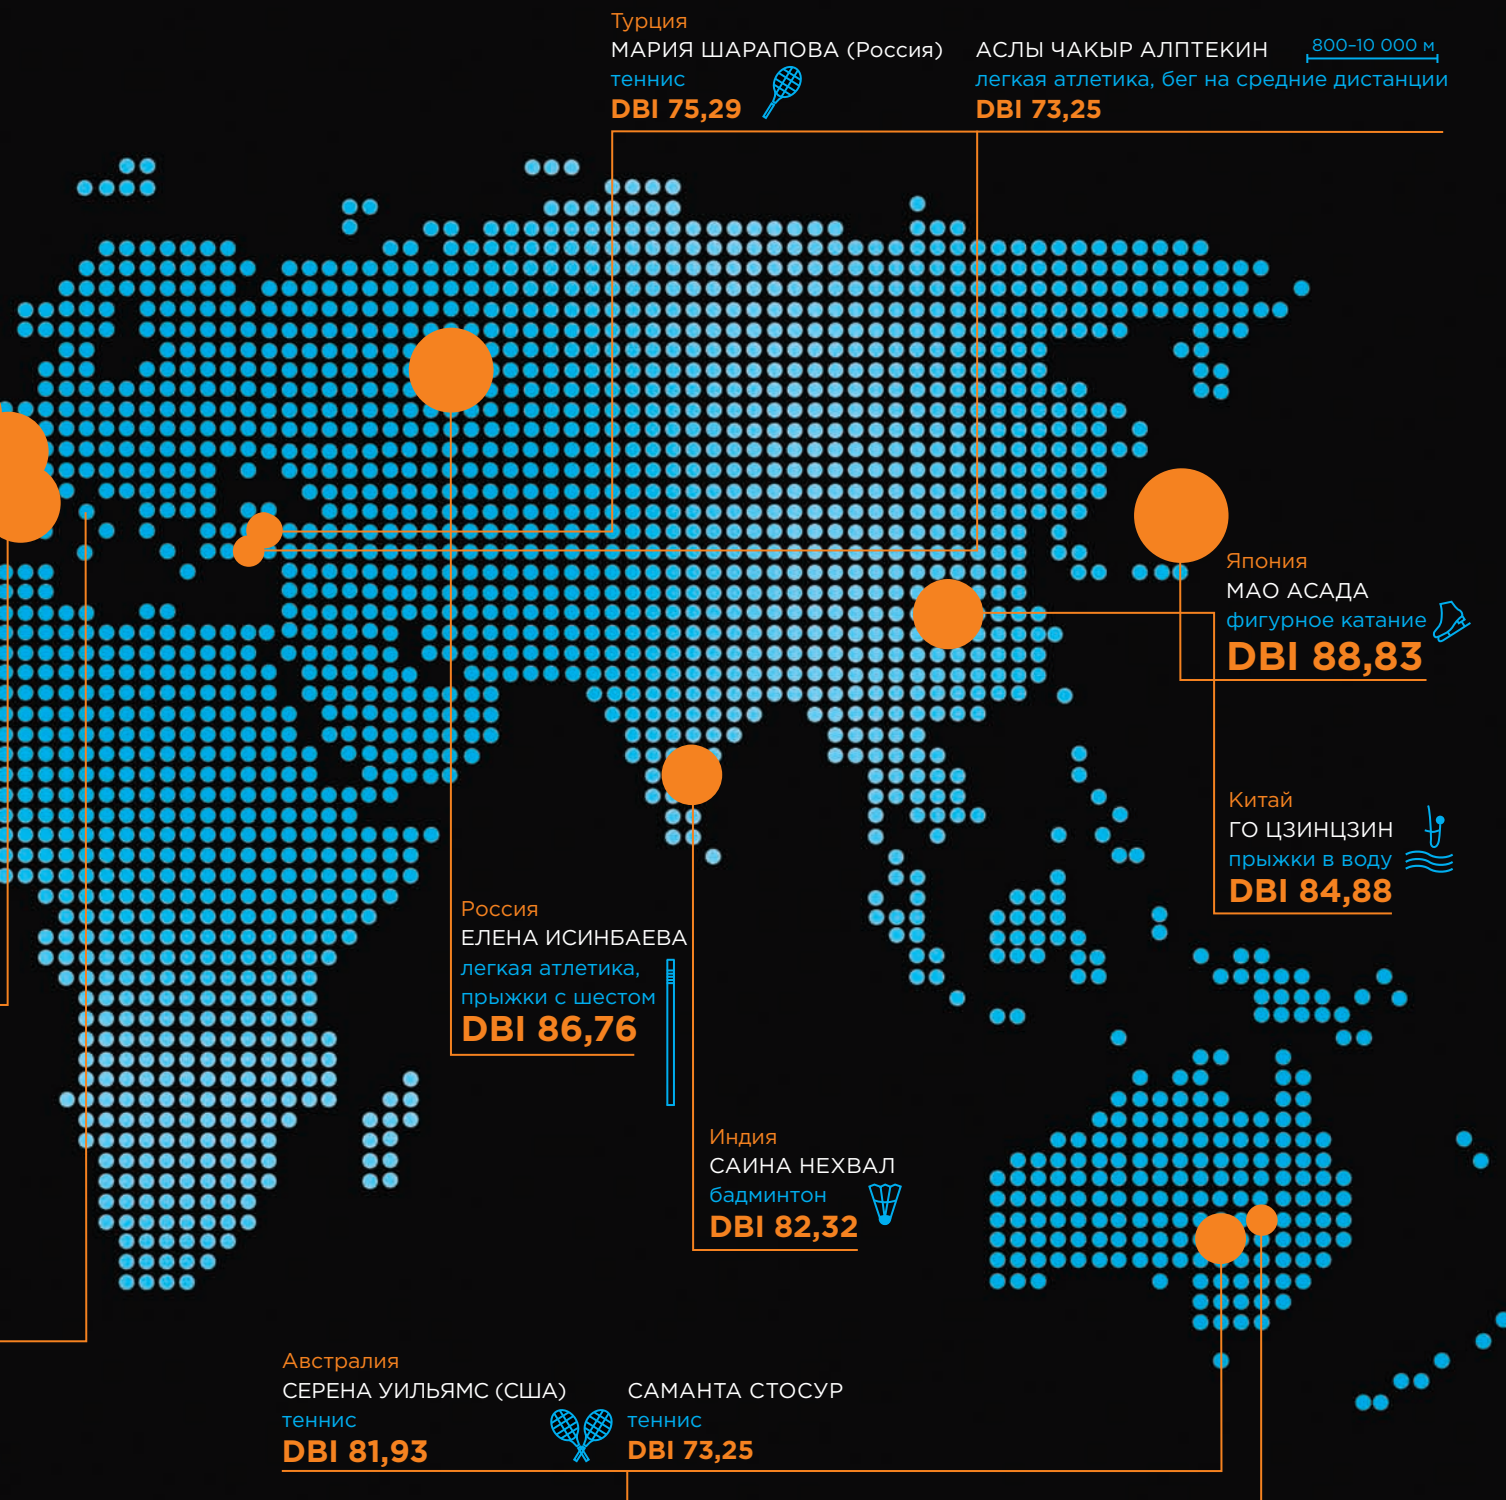 Турция
МАРИЯ ШАРАПОВА (Россия)
теннис
DBI 75,29
АСЛЫ ЧАКЫР АЛПТЕКИН
800–10 000 м
легкая атлетика, бег на средние дистанции
DBI 73,25
Япония
МАО АСАДА
фигурное катание
DBI 88,83
Китай
ГО ЦЗИНЦЗИН
прыжки в воду
DBI 84,88
Россия
ЕЛЕНА ИСИНБАЕВА
легкая атлетика,
прыжки с шестом
DBI 86,76
Индия
САИНА НЕХВАЛ
бадминтон
DBI 82,32
Австралия
СЕРЕНА УИЛЬЯМС (США)
теннис
DBI 81,93
САМАНТА СТОСУР
теннис
DBI 73,25